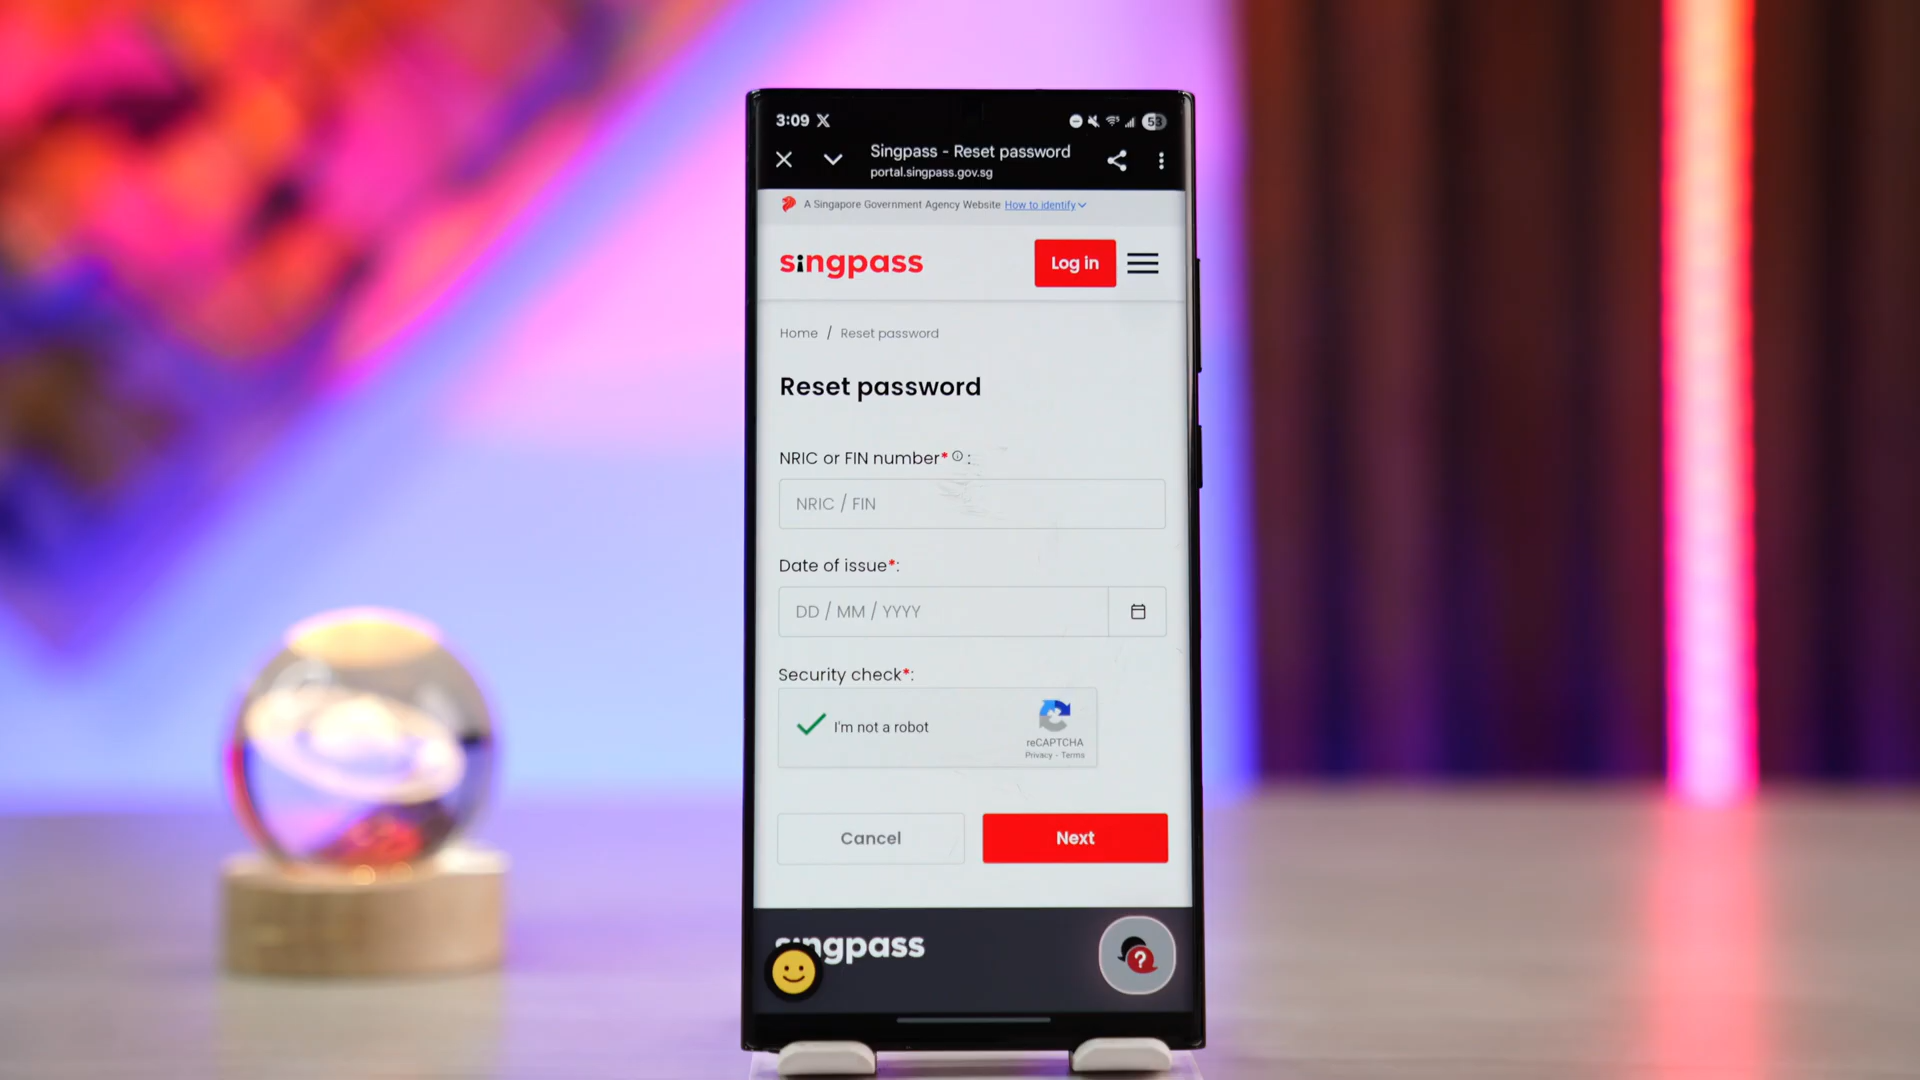 3:09
53
Singpass - Reset password
portal.singpass.gov.sg
A Singapore Government Agency Website How to identify
singpass
Log in
Home / Reset password
Reset password
NRIC or FIN number* :
NRIC / FIN
Date of issue*:
DD / MM / YYYY
Security check*:
I'm not a robot
reCAPTCHA
Privacy - Terms
Cancel
Next
singpass
?